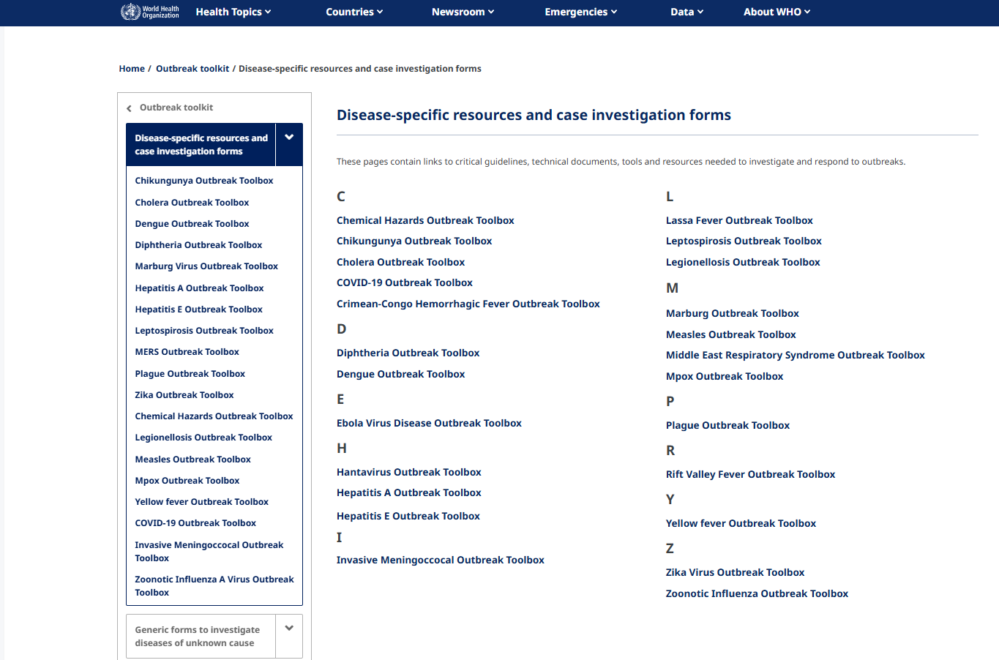 World Health
Organization
Health Topics
Countries
Newsroom
Emergencies
Data
About WHO
Home / Outbreak toolkit / Disease-specific resources and case investigation forms
Outbreak toolkit
Disease-specific resources and
case investigation forms
Chikungunya Outbreak Toolbox
Cholera Outbreak Toolbox
Dengue Outbreak Toolbox
Diphtheria Outbreak Toolbox
Marburg Virus Outbreak Toolbox
Hepatitis A Outbreak Toolbox
Hepatitis E Outbreak Toolbox
Leptospirosis Outbreak Toolbox
MERS Outbreak Toolbox
Plague Outbreak Toolbox
Zika Outbreak Toolbox
Chemical Hazards Outbreak Toolbox
Legionellosis Outbreak Toolbox
Measles Outbreak Toolbox
Mpox Outbreak Toolbox
Yellow fever Outbreak Toolbox
COVID-19 Outbreak Toolbox
Invasive Meningoccocal Outbreak
Toolbox
Zoonotic Influenza A Virus Outbreak
Toolbox
Generic forms to investigate
diseases of unknown cause
Disease-specific resources and case investigation forms
These pages contain links to critical guidelines, technical documents, tools and resources needed to investigate and respond to outbreaks.
C
Chemical Hazards Outbreak Toolbox
Chikungunya Outbreak Toolbox
Cholera Outbreak Toolbox
COVID-19 Outbreak Toolbox
Crimean-Congo Hemorrhagic Fever Outbreak Toolbox
D
Diphtheria Outbreak Toolbox
Dengue Outbreak Toolbox
E
Ebola Virus Disease Outbreak Toolbox
H
Hantavirus Outbreak Toolbox
Hepatitis A Outbreak Toolbox
Hepatitis E Outbreak Toolbox
I
Invasive Meningoccocal Outbreak Toolbox
L
Lassa Fever Outbreak Toolbox
Leptospirosis Outbreak Toolbox
Legionellosis Outbreak Toolbox
M
Marburg Outbreak Toolbox
Measles Outbreak Toolbox
Middle East Respiratory Syndrome Outbreak Toolbox
Mpox Outbreak Toolbox
P
Plague Outbreak Toolbox
R
Rift Valley Fever Outbreak Toolbox
Y
Yellow fever Outbreak Toolbox
Z
Zika Virus Outbreak Toolbox
Zoonotic Influenza Outbreak Toolbox